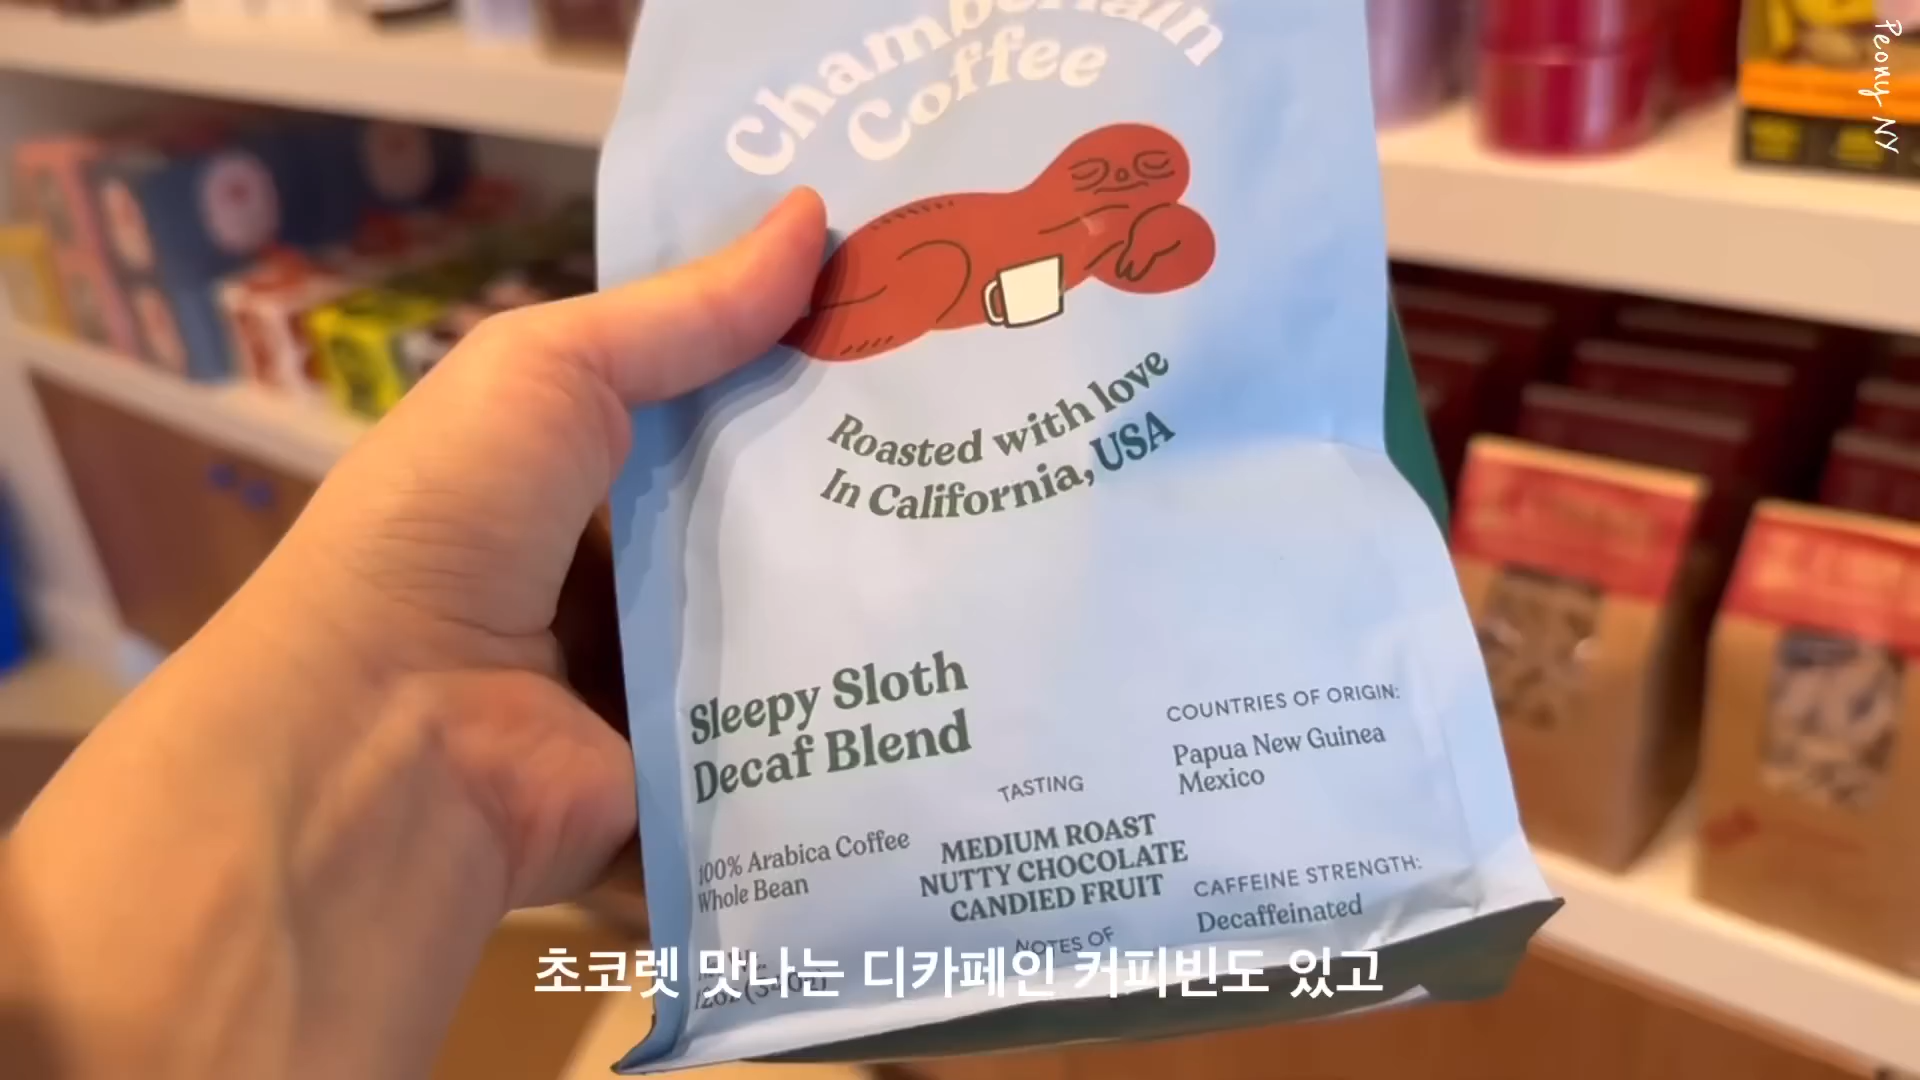 Chamberlain
Coffee
Roasted with love
In California, USA
Sleepy Sloth
Decaf Blend
COUNTRIES OF ORIGIN:
Papua New Guinea
Mexico
TASTING
MEDIUM ROAST
NUTTY CHOCOLATE
CANDIED FRUIT
NOTES OF
100% Arabica Coffee
Whole Bean
CAFFEINE STRENGTH:
Decaffeinated
초코렛 맛나는 디카페인 커피빈도 있고
Peony NY